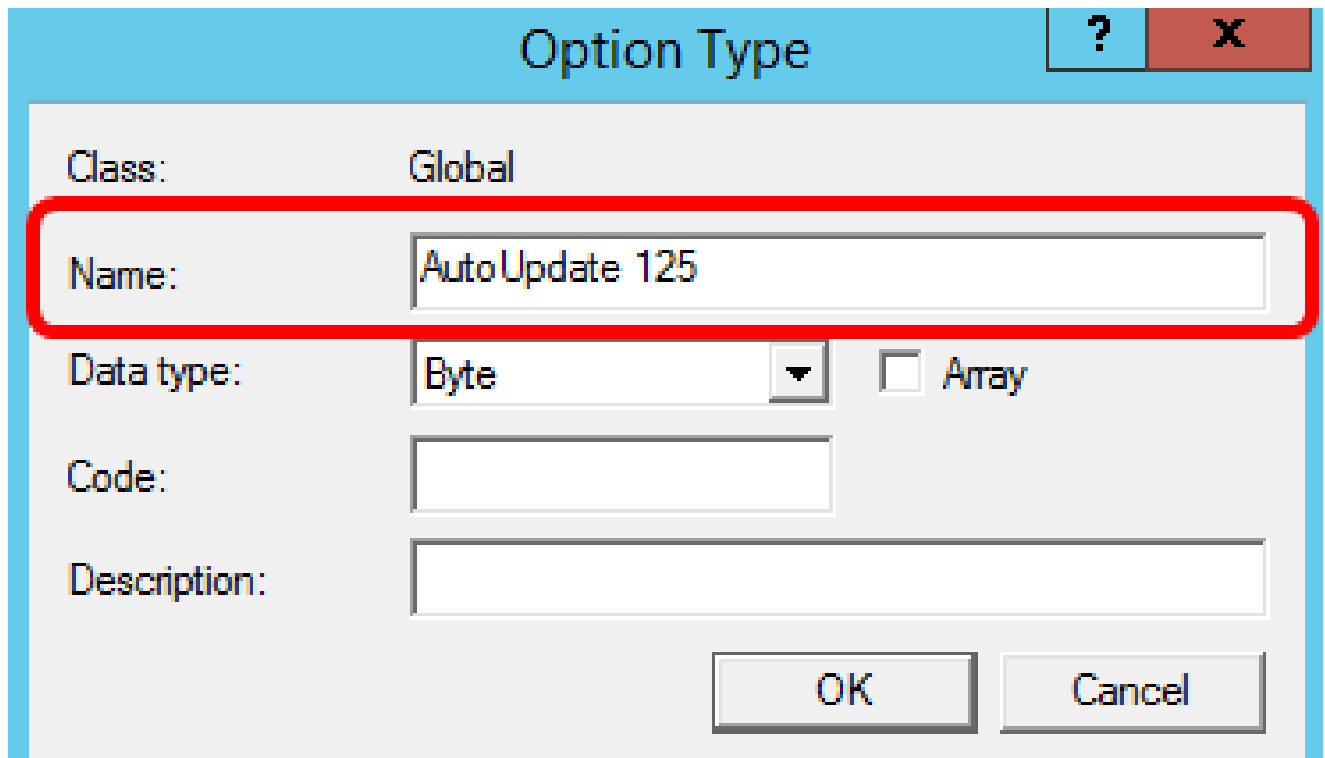 Option Type
?
x
Class: Global
Name: AutoUpdate 125
Data type: Byte Array
Code:
Description:
OK Cancel